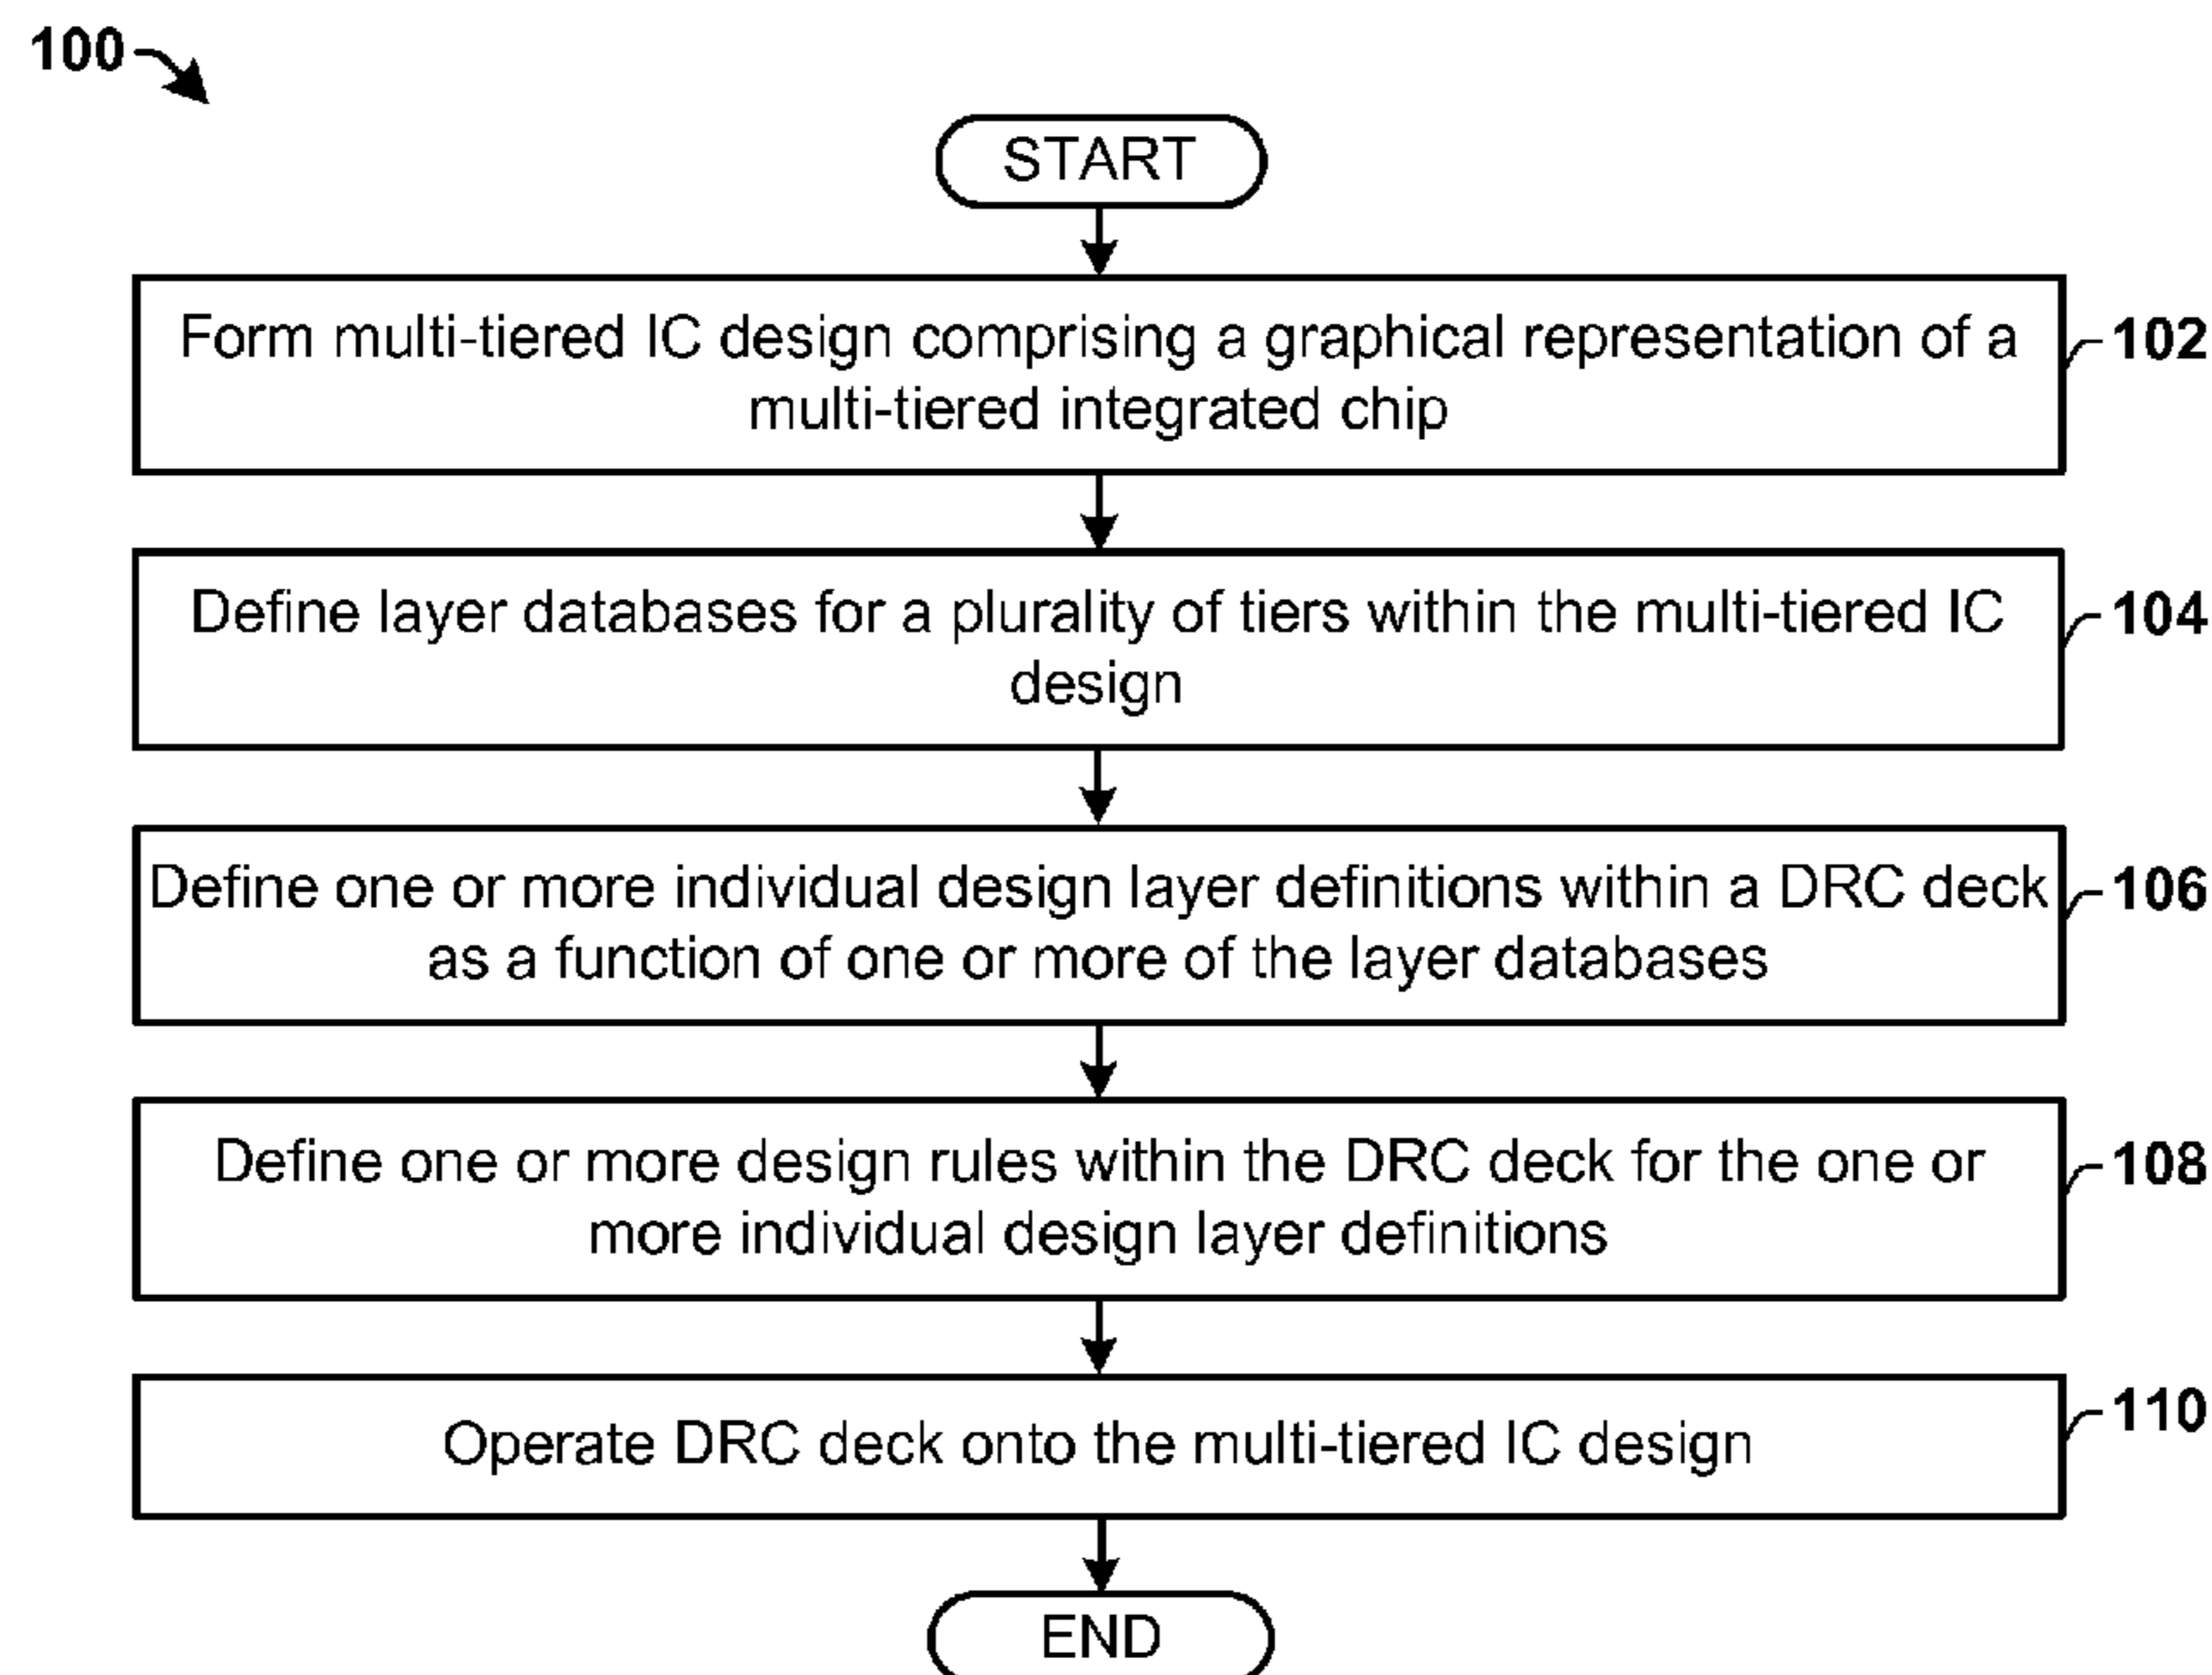 100
START
Form multi-tiered IC design comprising a graphical representation of a
multi-tiered integrated chip
102
Define layer databases for a plurality of tiers within the multi-tiered IC
design
104
Define one or more individual design layer definitions within a DRC deck
as a function of one or more of the layer databases
106
Define one or more design rules within the DRC deck for the one or
more individual design layer definitions
108
Operate DRC deck onto the multi-tiered IC design
110
END